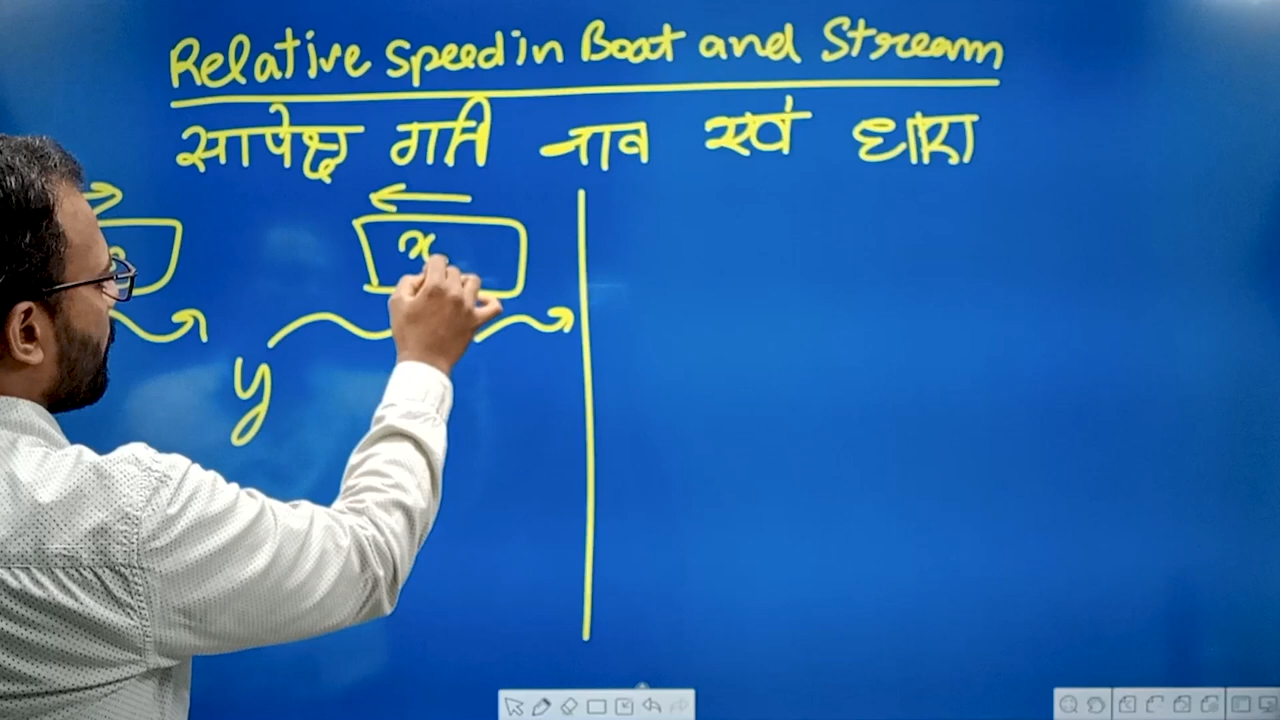 Relative speed in Boat and Stream
सापेक्ष गति नाव एवं धारा
x
y